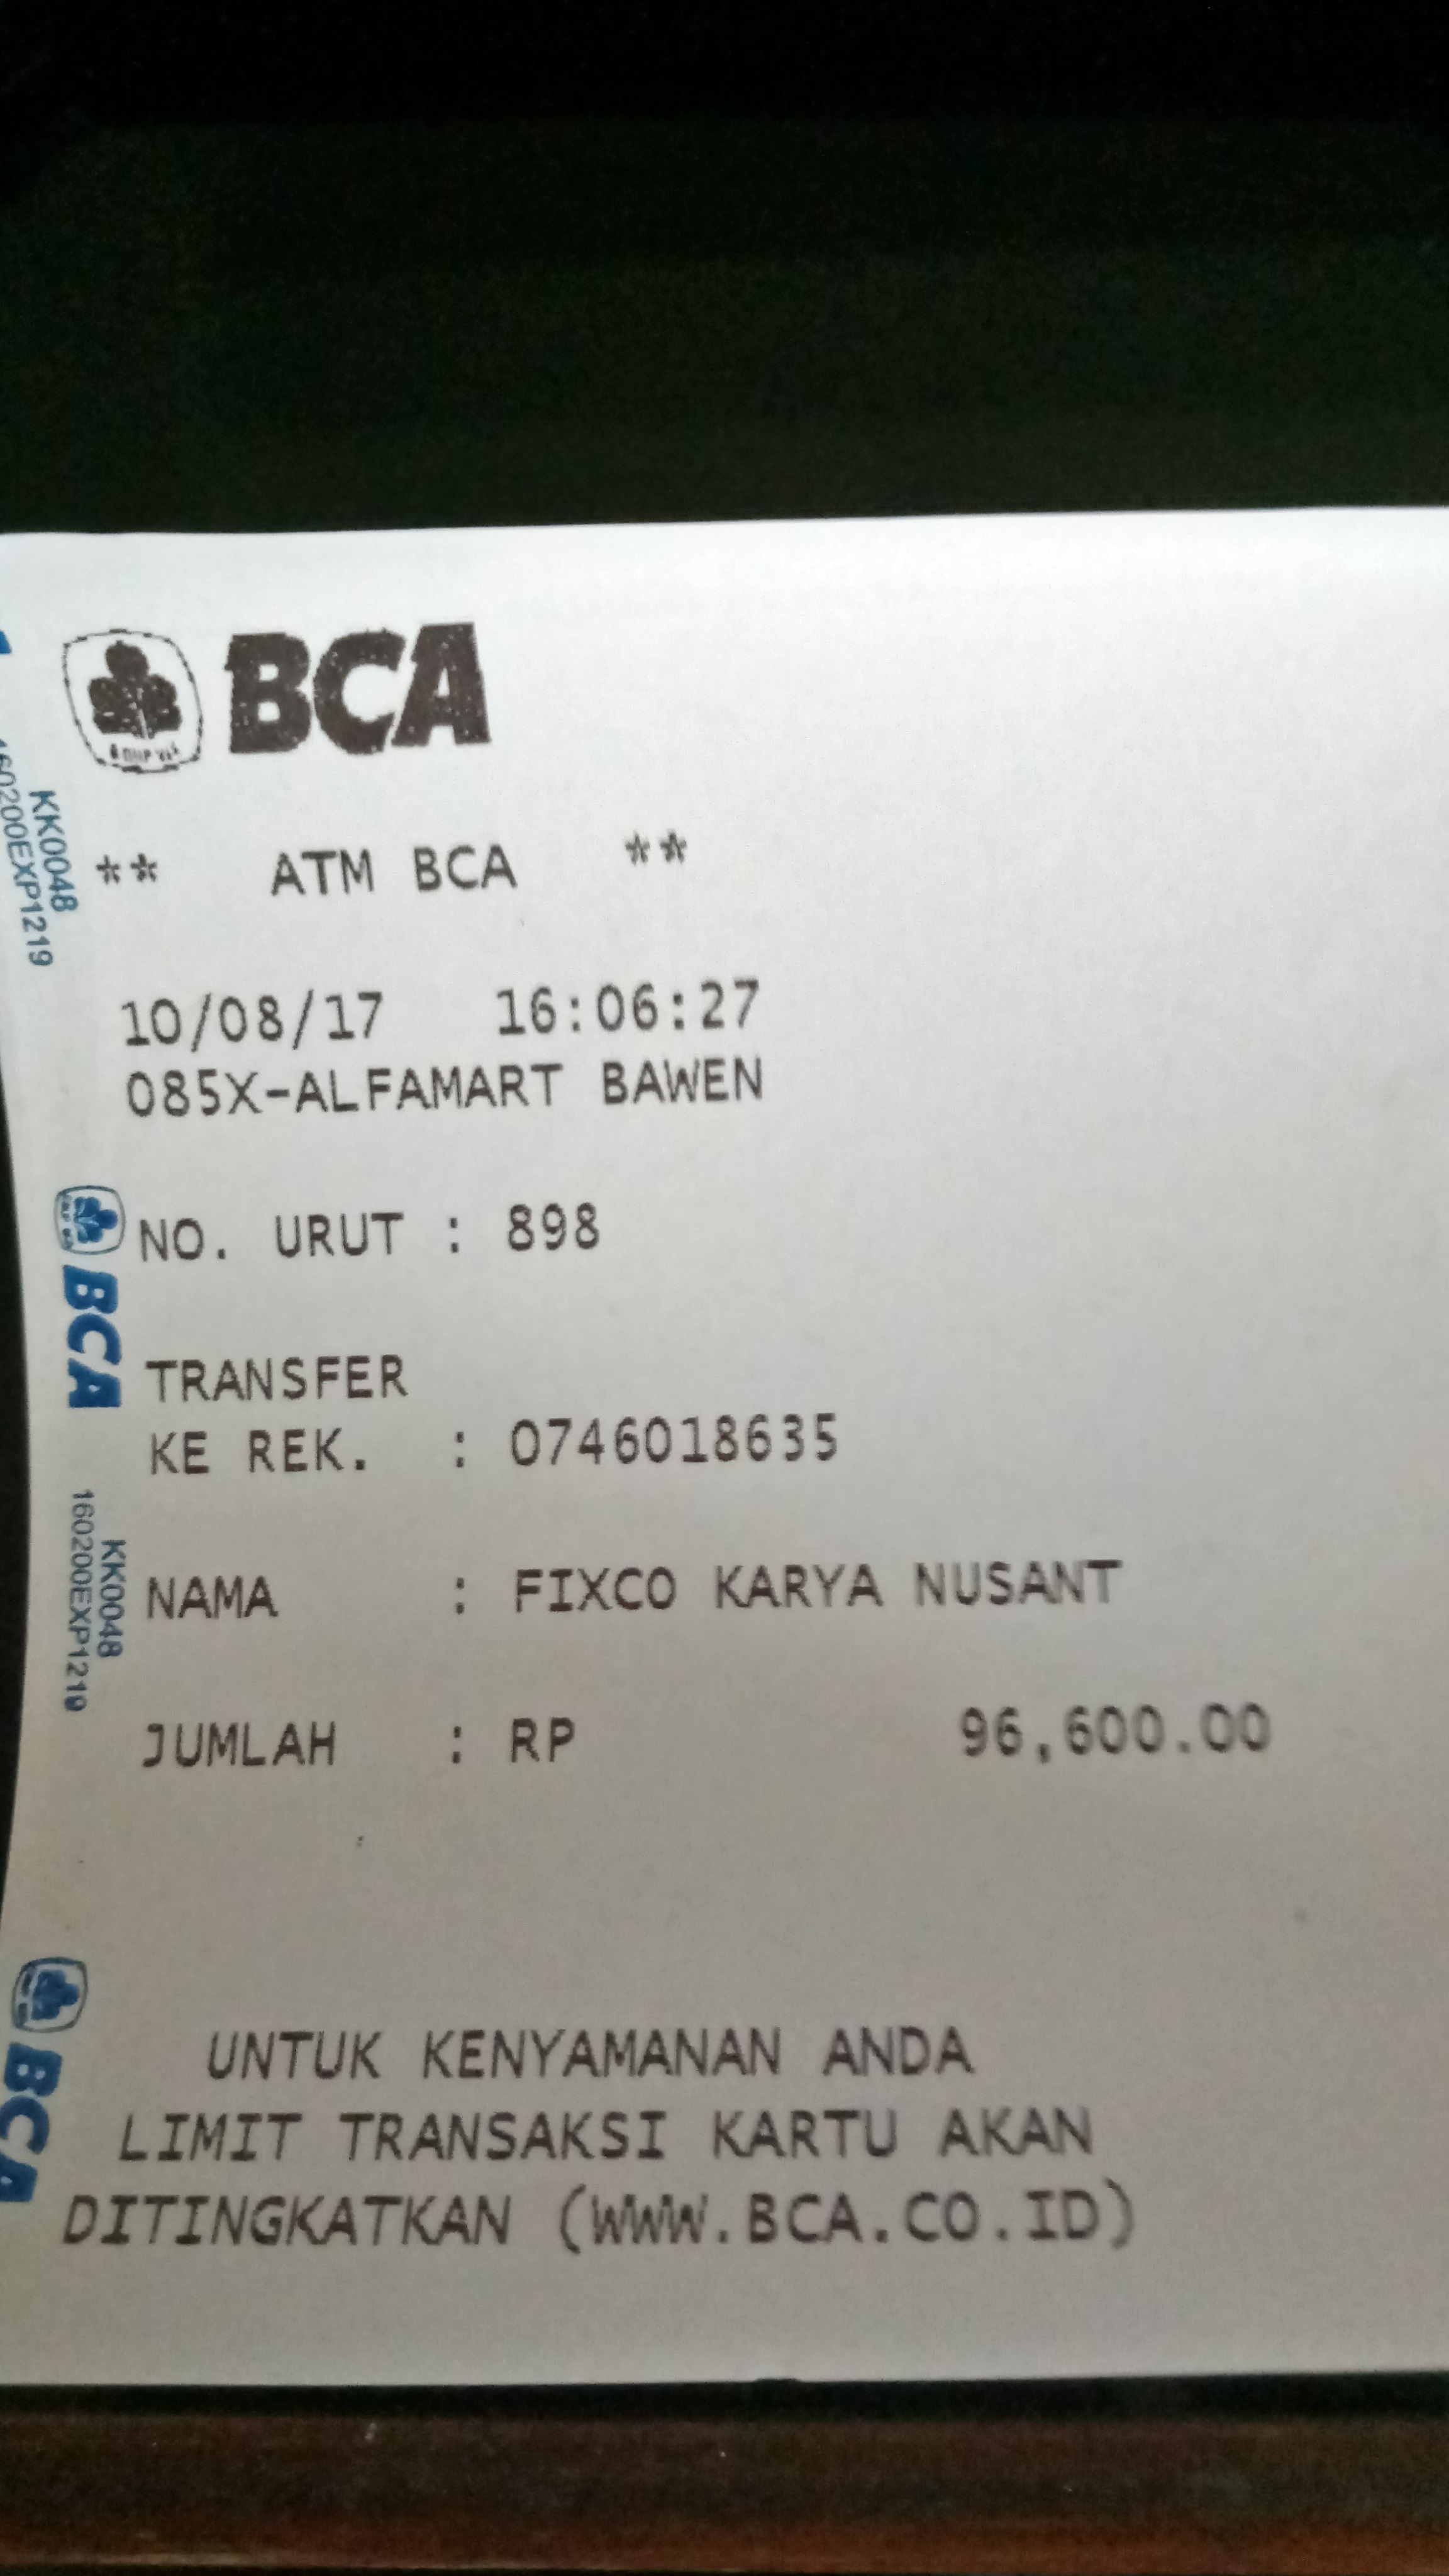 BCA
** ATM BCA **
10/08/17 16:06:27
085X-ALFAMART BAWEN
NO. URUT : 898
TRANSFER
KE REK. : 0746018635
NAMA : FIXCO KARYA NUSANT
JUMLAH : RP 96,600.00
UNTUK KENYAMANAN ANDA
LIMIT TRANSAKSI KARTU AKAN
DITINGKATKAN (WWW.BCA.CO.ID)
KK0048
160200EXP1219
BCA
KK0048
160200EXP1219
BCA